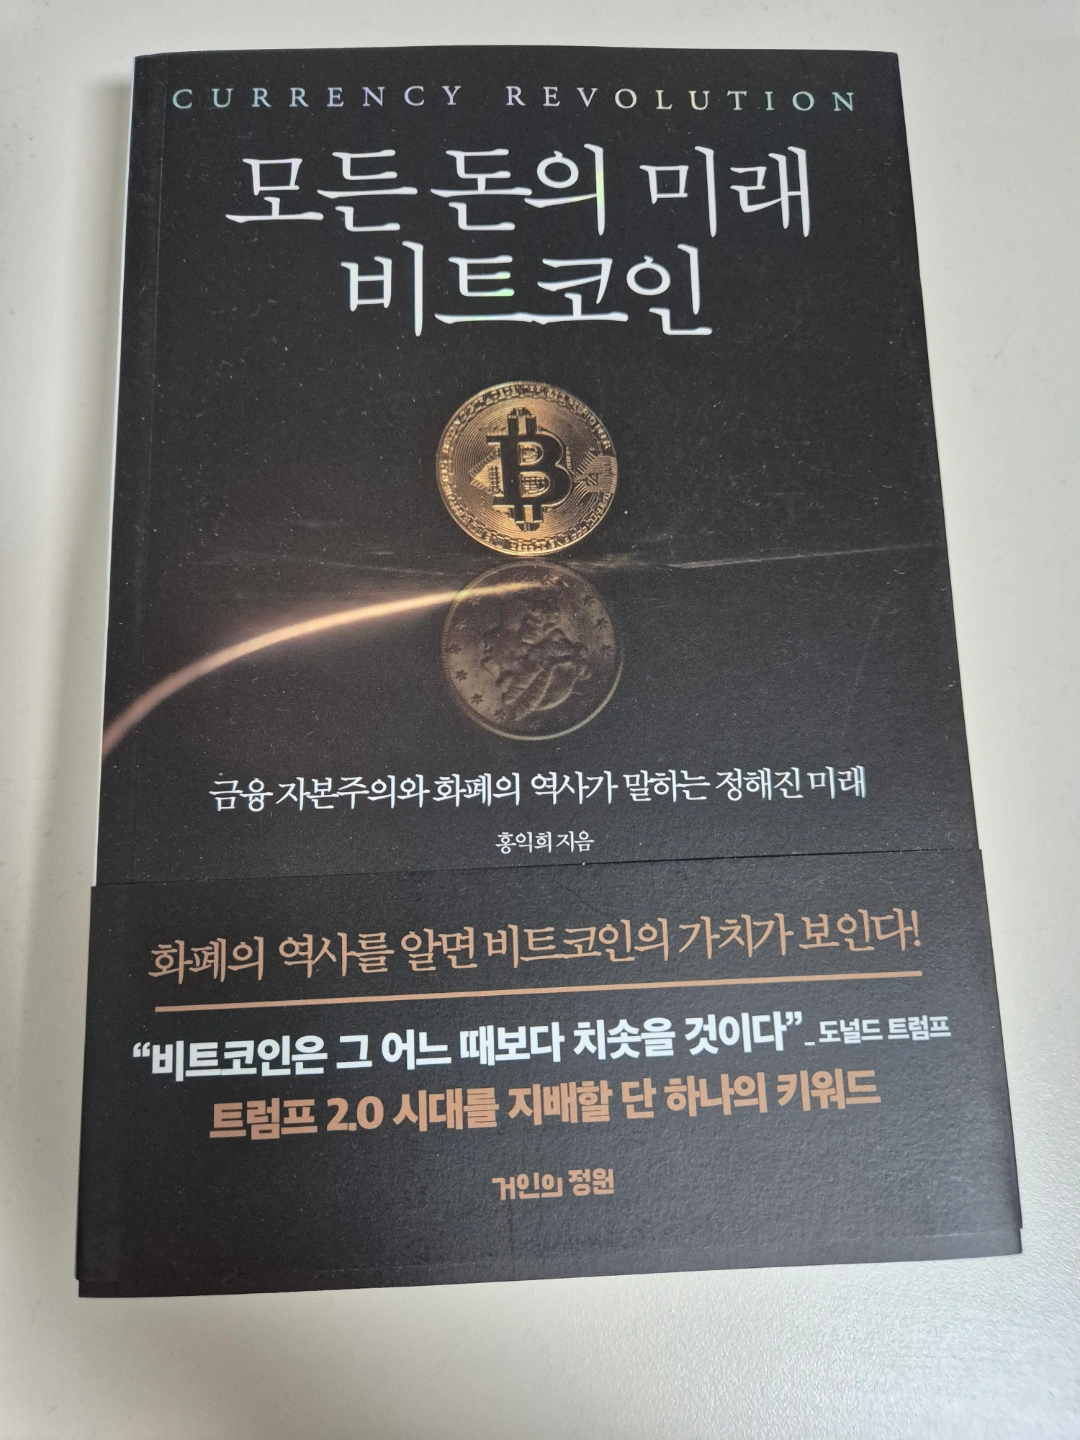 CURRENCY REVOLUTION
모든 돈의 미래
비트코인
금융 자본주의와 화폐의 역사가 말하는 정해진 미래
홍익희 지음
화폐의 역사를 알면 비트코인의 가치가 보인다!
“비트코인은 그 어느 때보다 치솟을 것이다”_도널드 트럼프
트럼프 2.0 시대를 지배할 단 하나의 키워드
거인의 정원